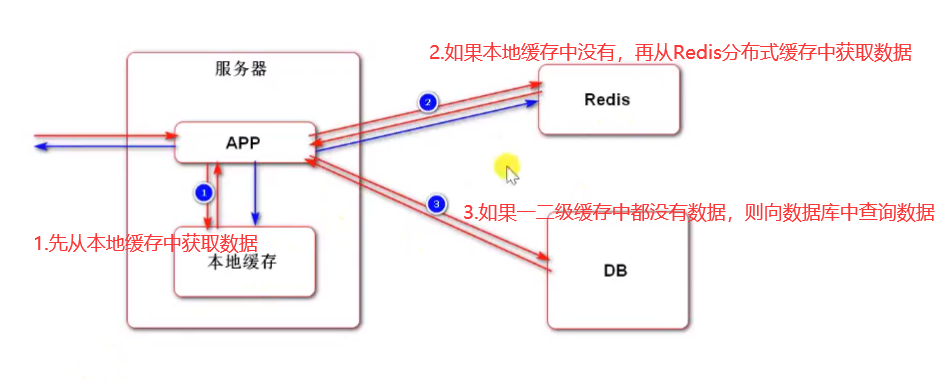 2.如果本地缓存中没有，再从Redis分布式缓存中获取数据
服务器
Redis
2
APP
1
3
3.如果一二级缓存中都没有数据，则向数据库中查询数据
1.先从本地缓存中获取数据
本地缓存
DB